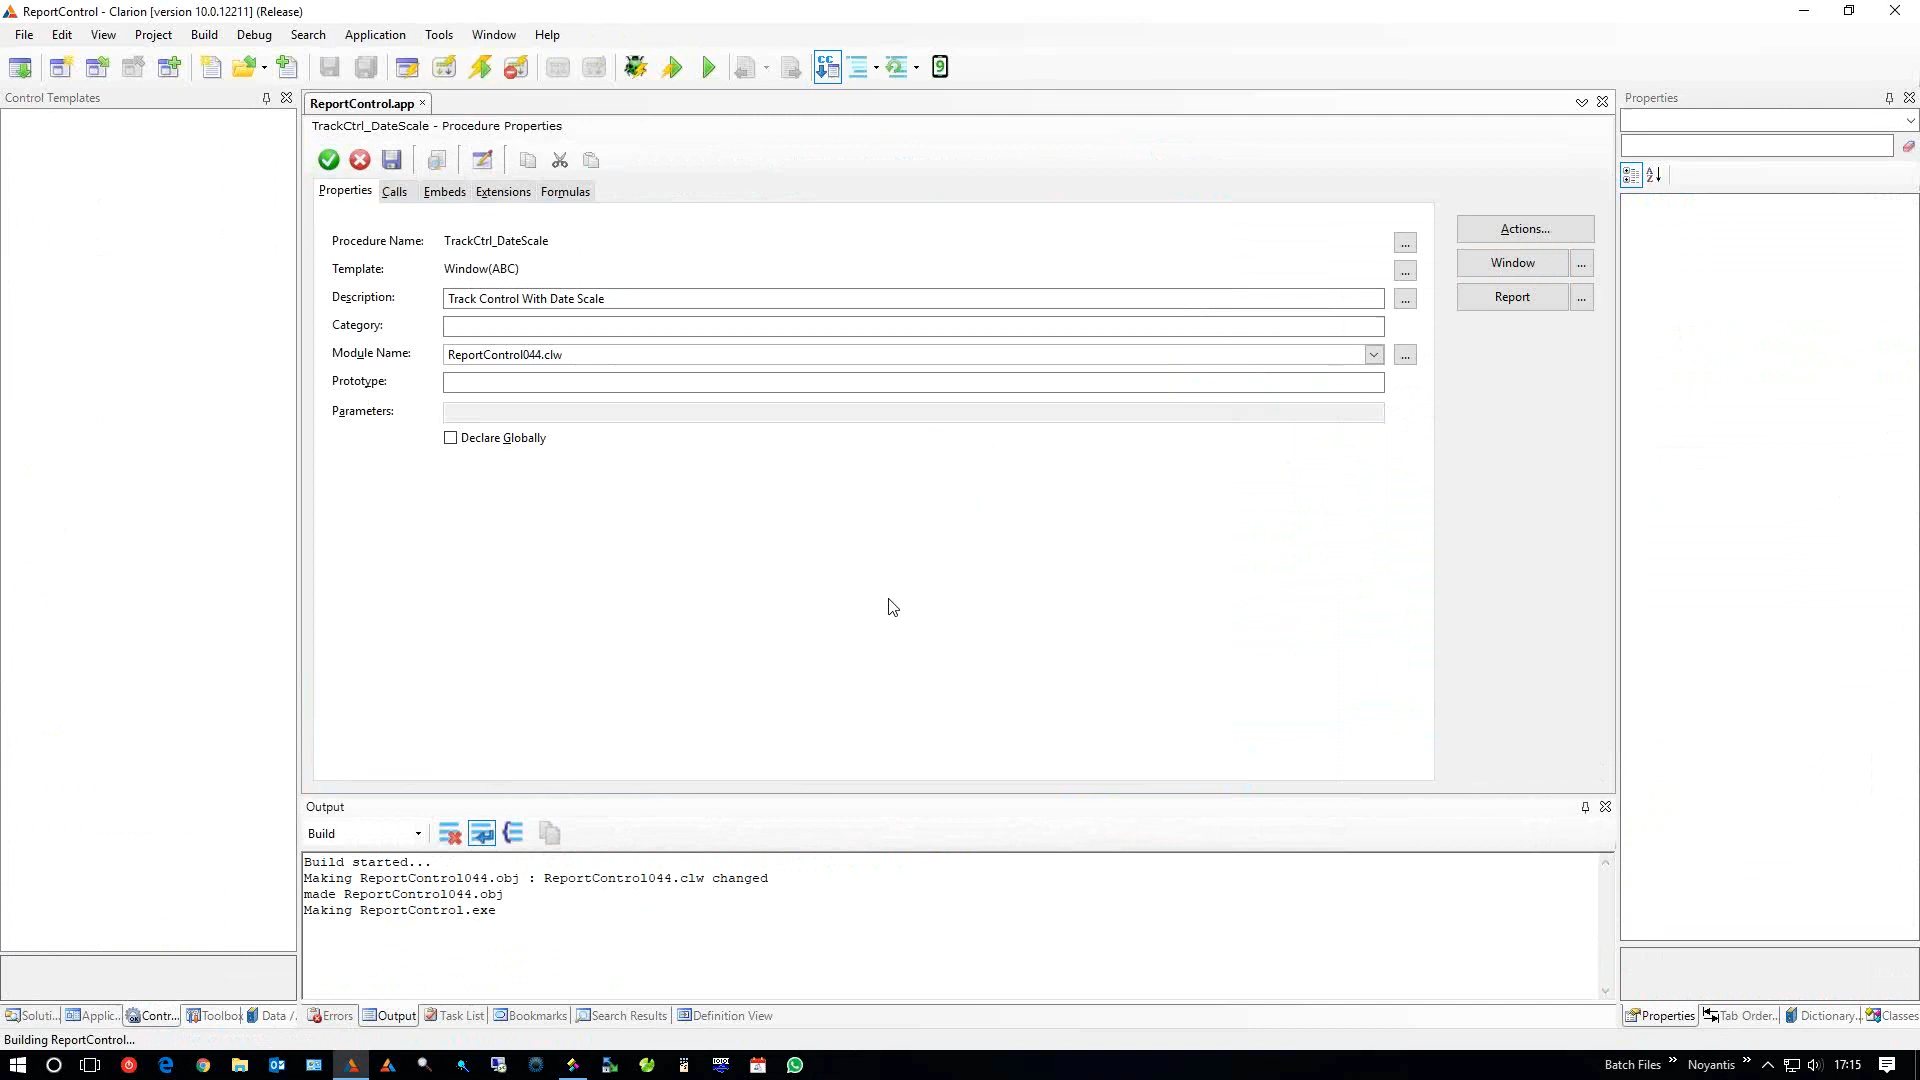 ReportControl - Clarion [version 10.0.12211] (Release)
File Edit View Project Build Debug Search Application Tools Window Help
Control Templates
ReportControl.app
Properties
TrackCtrl_DateScale - Procedure Properties
Properties Calls Embeds Extensions Formulas
Procedure Name: TrackCtrl_DateScale ...
Actions...
Template: Window(ABC) ...
Window ...
Description: Track Control With Date Scale ...
Report ...
Category:
Module Name: ReportControl044.clw ...
Prototype:
Parameters:
Declare Globally
Output
Build
Build started...
Making ReportControl044.obj : ReportControl044.clw changed
made ReportControl044.obj
Making ReportControl.exe
Soluti... Applic... Contr... Toolbox Data /... Errors Output Task List Bookmarks Search Results Definition View Properties Tab Order... Dictionary... Classes
Building ReportControl...
Batch Files » Noyantis » 17:15